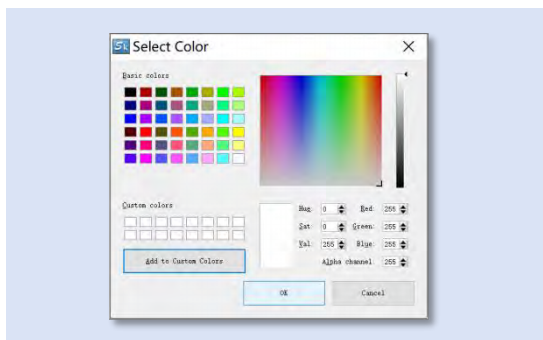 SL Select Color
Basic colors
Custom colors
Hue: 0 Red: 255
Sat: 0 Green: 255
Val: 255 Blue: 255
Add to Custom Colors
Alpha channel: 255
OK Cancel